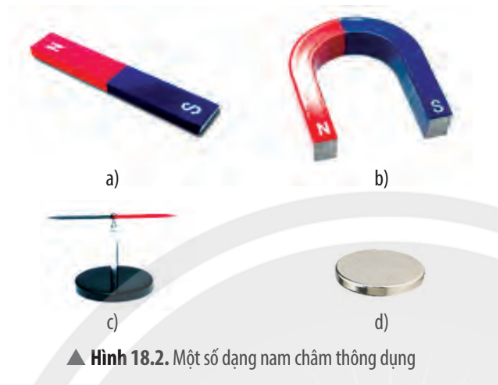 N
S
N
S
a)
b)
c)
d)
▲ Hình 18.2. Một số dạng nam châm thông dụng